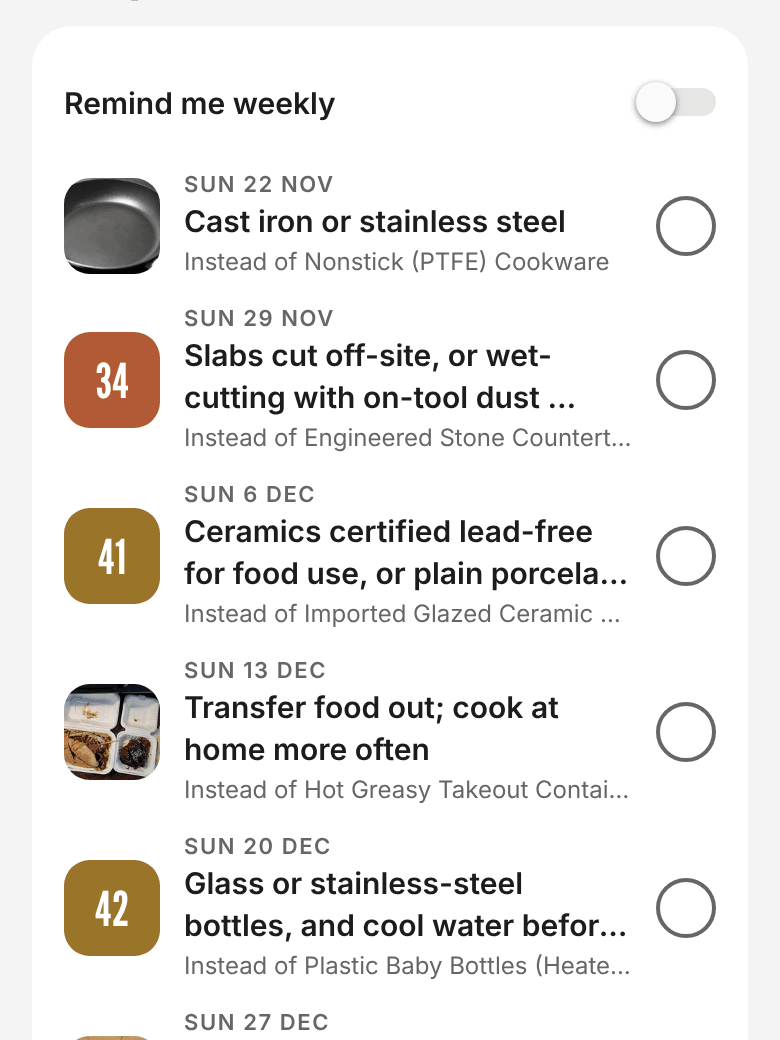 Remind me weekly
SUN 22 NOV
Cast iron or stainless steel
Instead of Nonstick (PTFE) Cookware
SUN 29 NOV
34
Slabs cut off-site, or wet-
cutting with on-tool dust ...
Instead of Engineered Stone Countert...
SUN 6 DEC
41
Ceramics certified lead-free
for food use, or plain porcela...
Instead of Imported Glazed Ceramic ...
SUN 13 DEC
Transfer food out; cook at
home more often
Instead of Hot Greasy Takeout Contai...
SUN 20 DEC
42
Glass or stainless-steel
bottles, and cool water befor...
Instead of Plastic Baby Bottles (Heate...
SUN 27 DEC